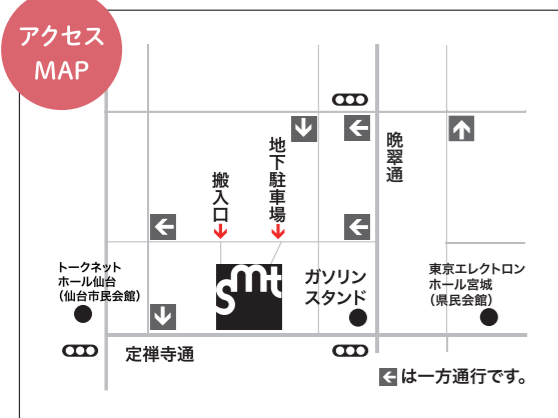 アクセス
MAP
晩翠通
地下駐車場
搬入口
トークネット
ホール仙台
(仙台市民会館)
smt
ガソリン
スタンド
東京エレクトロン
ホール宮城
(県民会館)
定禅寺通
←は一方通行です。